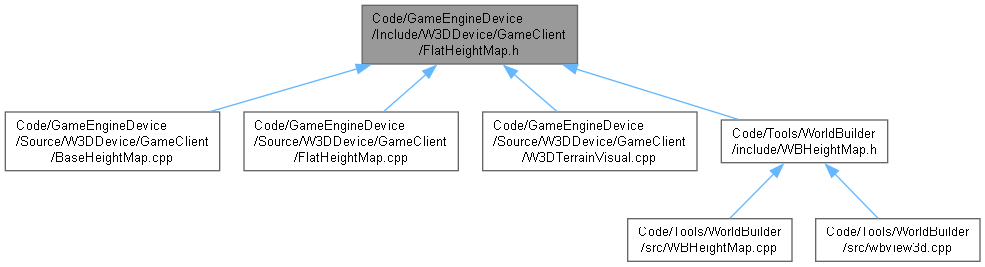 Code/GameEngineDevice
/Include/W3DDevice/GameClient
/FlatHeightMap.h
Code/GameEngineDevice
/Source/W3DDevice/GameClient
/BaseHeightMap.cpp
Code/GameEngineDevice
/Source/W3DDevice/GameClient
/FlatHeightMap.cpp
Code/GameEngineDevice
/Source/W3DDevice/GameClient
/W3DTerrainVisual.cpp
Code/Tools/WorldBuilder
/include/WBHeightMap.h
Code/Tools/WorldBuilder
/src/WBHeightMap.cpp
Code/Tools/WorldBuilder
/src/wbview3d.cpp